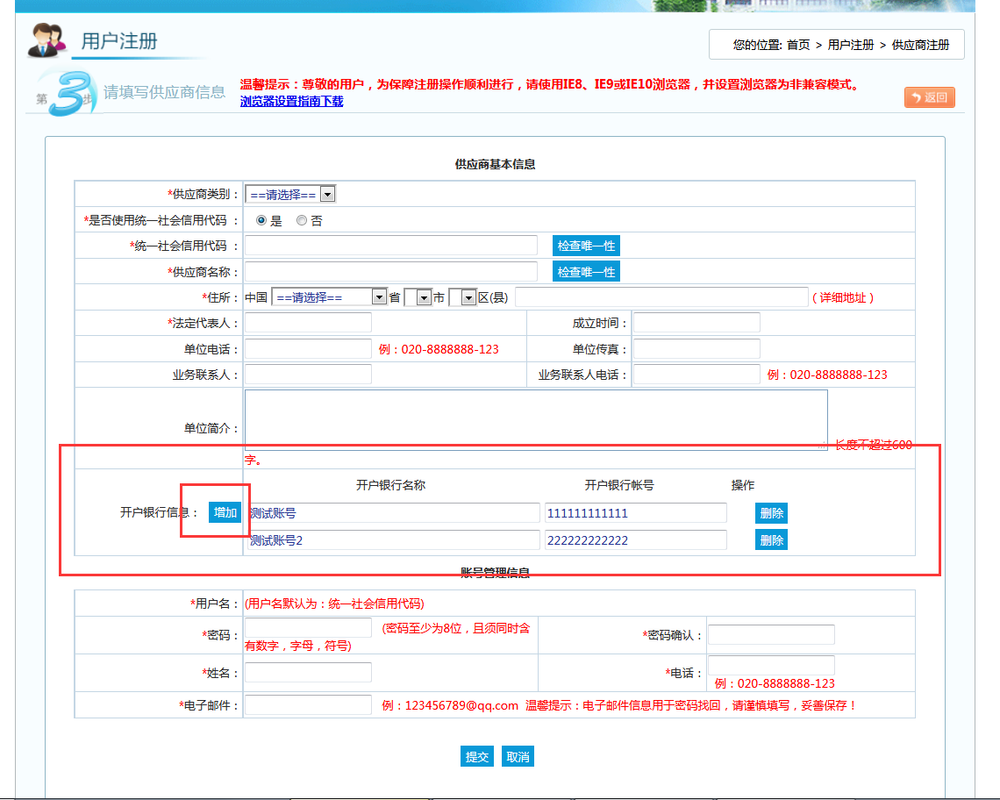 用户注册
您的位置: 首页 > 用户注册 > 供应商注册
第3步 请填写供应商信息
温馨提示：尊敬的用户，为保障注册操作顺利进行，请使用IE8、IE9或IE10浏览器，并设置浏览器为非兼容模式。
浏览器设置指南下载
返回
供应商基本信息
*供应商类别： ==请选择==
*是否使用统一社会信用代码 ： 是 否
*统一社会信用代码 ： 检查唯一性
*供应商名称： 检查唯一性
*住所： 中国 ==请选择== 省 市 区(县) ( 详细地址 )
*法定代表人： 成立时间：
单位电话： 例：020-8888888-123 单位传真：
业务联系人： 业务联系人电话： 例：020-8888888-123
单位简介： 长度不超过600
字。
开户银行名称 开户银行帐号 操作
开户银行信息： 增加 测试账号 111111111111 删除
测试账号2 222222222222 删除
账号管理信息
*用户名： (用户名默认为：统一社会信用代码)
*密码： (密码至少为8位，且须同时含
有数字，字母，符号) *密码确认：
*姓名： *电话：
例：020-8888888-123
*电子邮件： 例：123456789@qq.com 温馨提示：电子邮件信息用于密码找回，请谨慎填写，妥善保存！
提交 取消